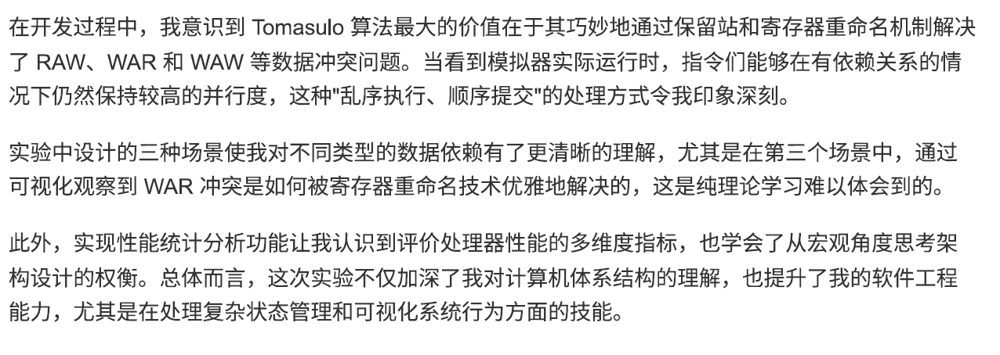 在开发过程中，我意识到 Tomasulo 算法最大的价值在于其巧妙地通过保留站和寄存器重命名机制解决
了 RAW、WAR 和 WAW 等数据冲突问题。当看到模拟器实际运行时，指令们能够在有依赖关系的情
况下仍然保持较高的并行度，这种"乱序执行、顺序提交"的处理方式令我印象深刻。
实验中设计的三种场景使我对不同类型的数据依赖有了更清晰的理解，尤其是在第三个场景中，通过
可视化观察到 WAR 冲突是如何被寄存器重命名技术优雅地解决的，这是纯理论学习难以体会到的。
此外，实现性能统计分析功能让我认识到评价处理器性能的多维度指标，也学会了从宏观角度思考架
构设计的权衡。总体而言，这次实验不仅加深了我对计算机体系结构的理解，也提升了我的软件工程
能力，尤其是在处理复杂状态管理和可视化系统行为方面的技能。